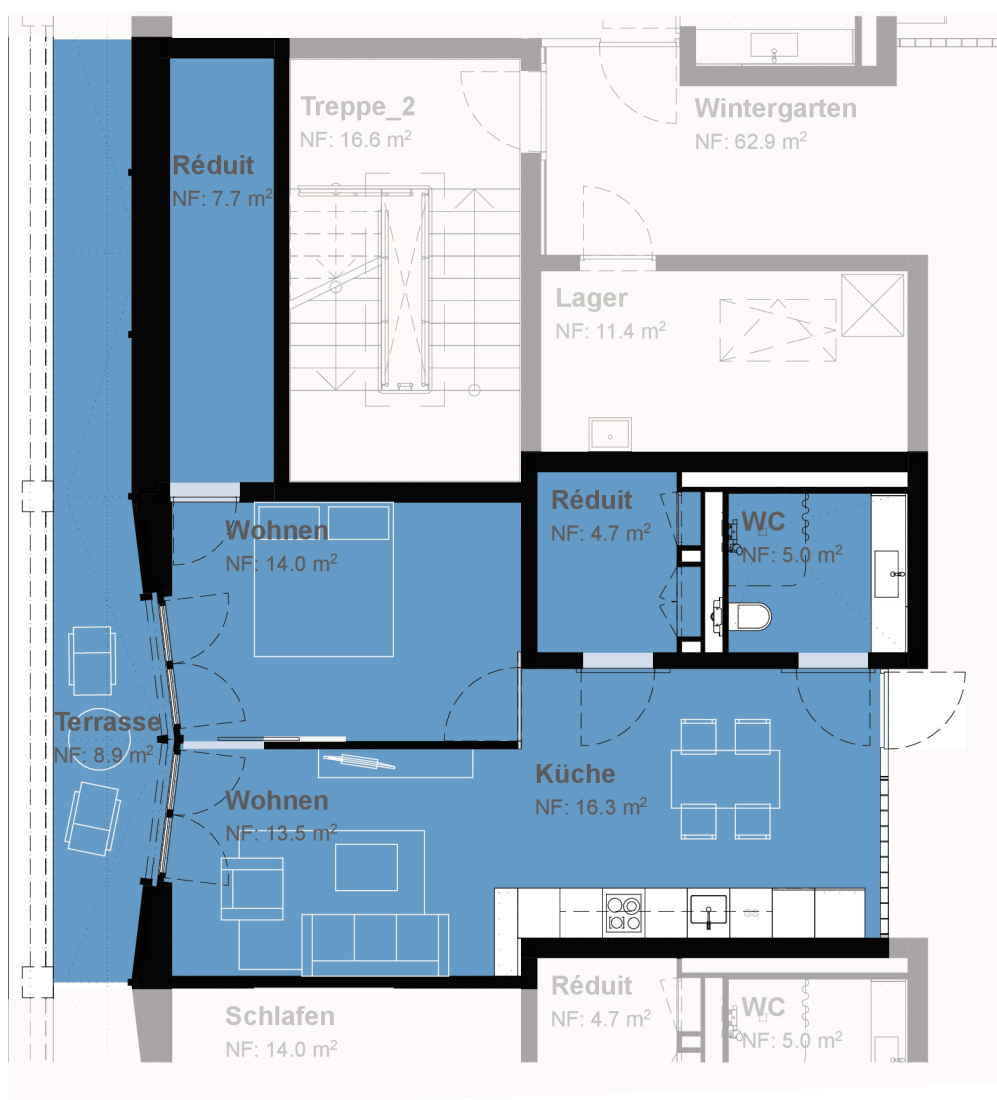 Treppe_2
NF: 16.6 m²
Wintergarten
NF: 62.9 m²
Réduit
NF: 7.7 m²
Lager
NF: 11.4 m²
Wohnen
NF: 14.0 m²
Réduit
NF: 4.7 m²
WC
NF: 5.0 m²
Terrasse
NF: 8.9 m²
Wohnen
NF: 13.5 m²
Küche
NF: 16.3 m²
GS
Schlafen
NF: 14.0 m²
Réduit
NF: 4.7 m²
WC
NF: 5.0 m²